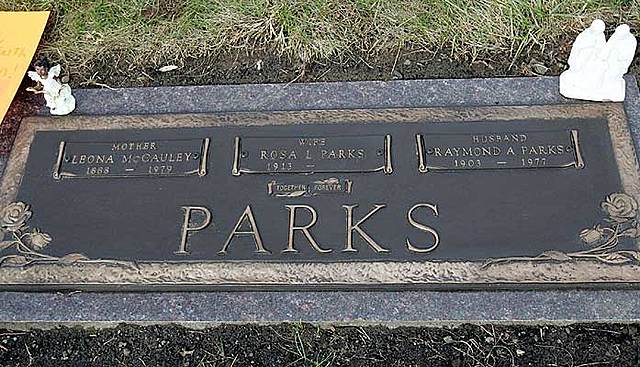 MOTHER
LEONA McCAULEY
1888 — 1979
WIFE
ROSA L PARKS
1913 —
HUSBAND
RAYMOND A PARKS
1903 — 1977
TOGETHER FOREVER
PARKS